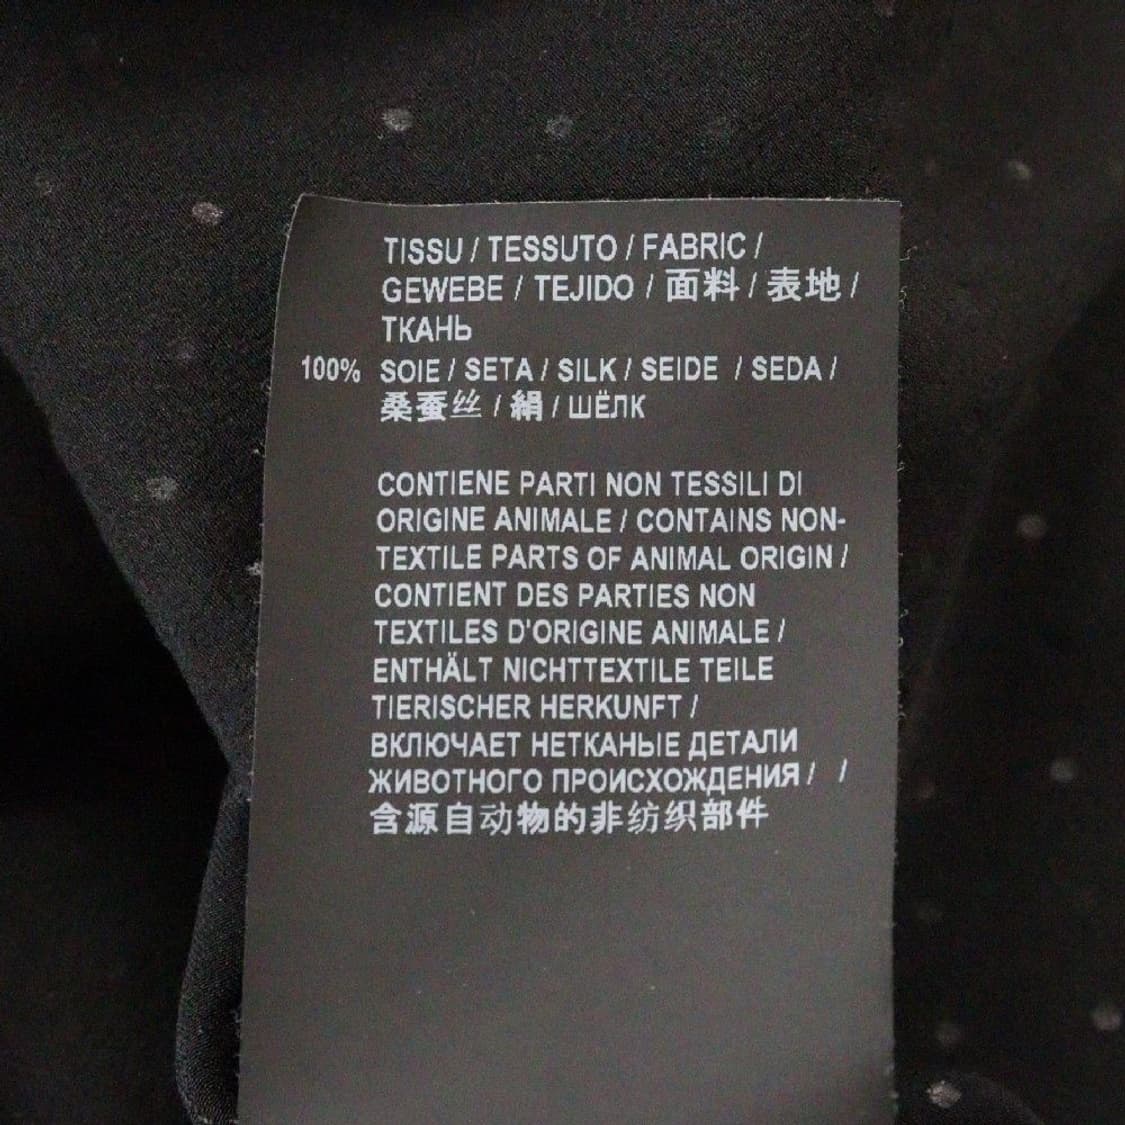 TISSU / TESSUTO / FABRIC /
GEWEBE / TEJIDO / 面料 / 表地 /
ТКАНЬ
100% SOIE / SETA / SILK / SEIDE / SEDA /
桑蚕丝 / 絹 / ШЁЛК
CONTIENE PARTI NON TESSILI DI
ORIGINE ANIMALE / CONTAINS NON-
TEXTILE PARTS OF ANIMAL ORIGIN /
CONTIENT DES PARTIES NON
TEXTILES D'ORIGINE ANIMALE /
ENTHÄLT NICHTTEXTILE TEILE
TIERISCHER HERKUNFT /
ВКЛЮЧАЕТ НЕТКАНЫЕ ДЕТАЛИ
ЖИВОТНОГО ПРОИСХОЖДЕНИЯ / /
含源自动物的非纺织部件